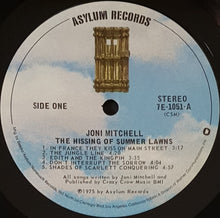 ASYLUM RECORDS
SIDE ONE
STEREO
7E-1051-A
(CSM)
JONI MITCHELL
THE HISSING OF SUMMER LAWNS
1. IN FRANCE THEY KISS ON MAIN STREET 3:17
2. THE JUNGLE LINE 4:20
3. EDITH AND THE KINGPIN 3:33
4. DON'T INTERRUPT THE SORROW 4:04
5. SHADES OF SCARLETT CONQUERING 4:57
All songs written by Joni Mitchell and
Published by Crazy Crow Music BMI
℗1975 by Asylum Records